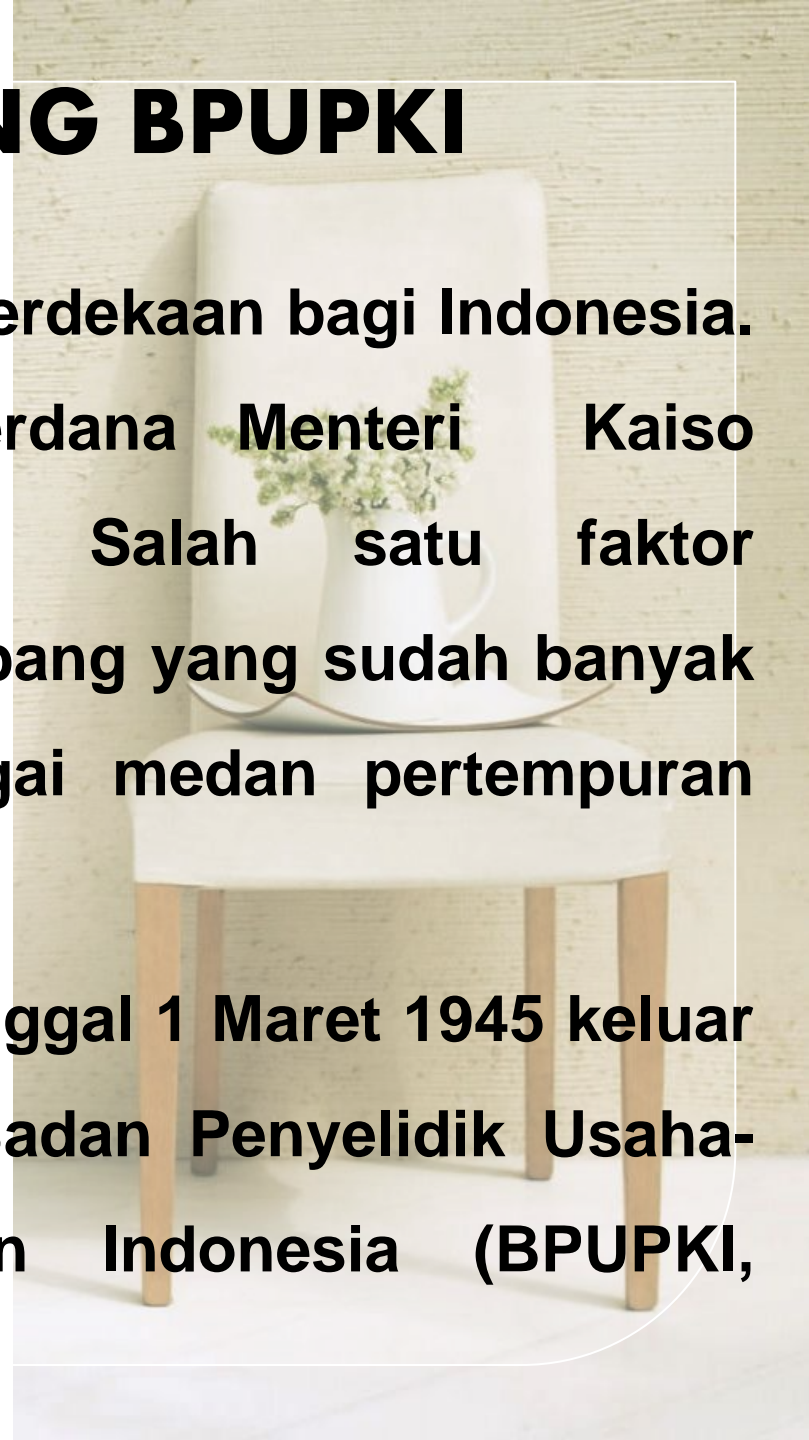 NG BPUPKI
erdekaan bagi Indonesia.
erdana Menteri Kaiso
Salah satu faktor
pang yang sudah banyak
gai medan pertempuran
ggal 1 Maret 1945 keluar
Badan Penyelidik Usaha-
n Indonesia (BPUPKI,